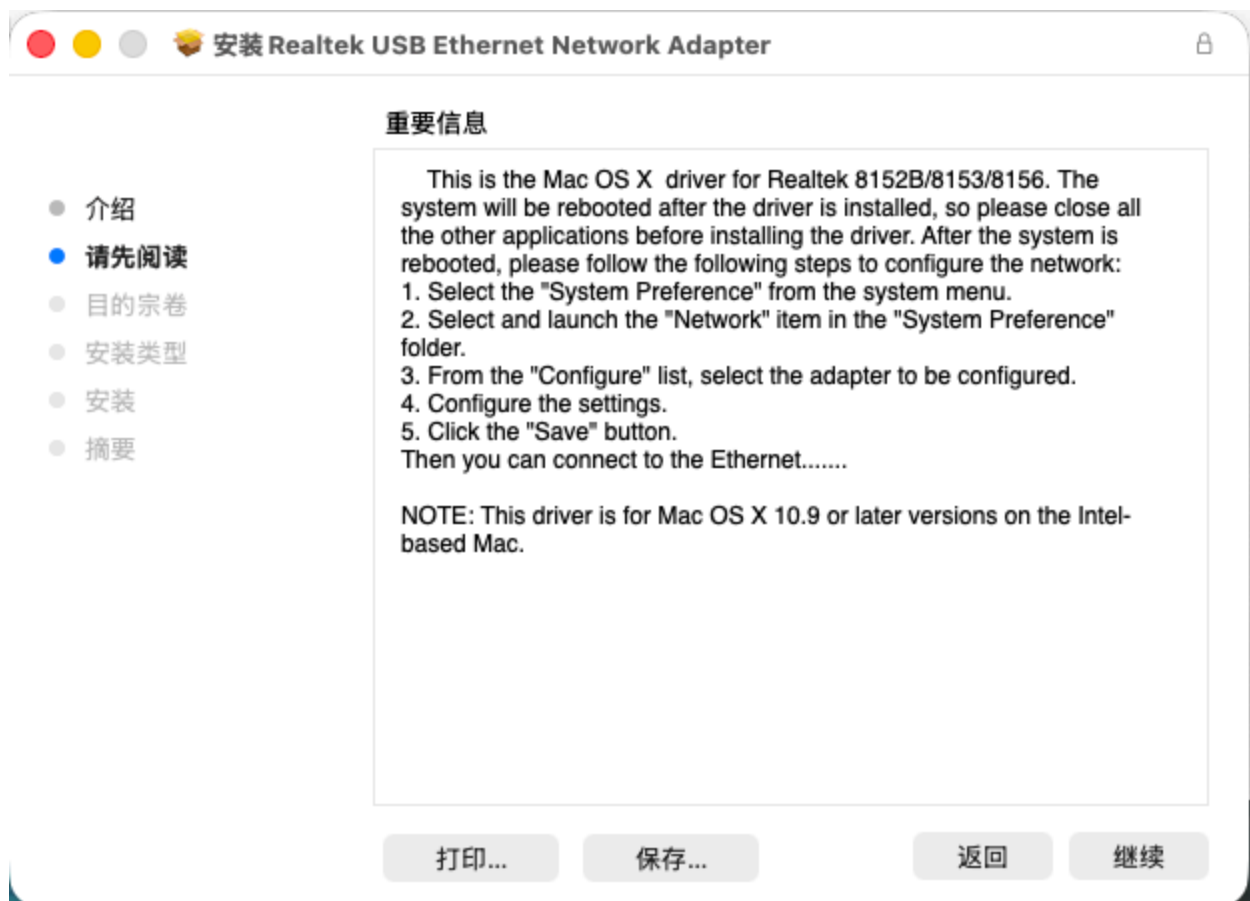 安装 Realtek USB Ethernet Network Adapter
重要信息
介绍
请先阅读
目的宗卷
安装类型
安装
摘要
This is the Mac OS X  driver for Realtek 8152B/8153/8156. The
system will be rebooted after the driver is installed, so please close all
the other applications before installing the driver. After the system is
rebooted, please follow the following steps to configure the network:
1. Select the "System Preference" from the system menu.
2. Select and launch the "Network" item in the "System Preference"
folder.
3. From the "Configure" list, select the adapter to be configured.
4. Configure the settings.
5. Click the "Save" button.
Then you can connect to the Ethernet.......
NOTE: This driver is for Mac OS X 10.9 or later versions on the Intel-
based Mac.
打印... 保存... 返回 继续